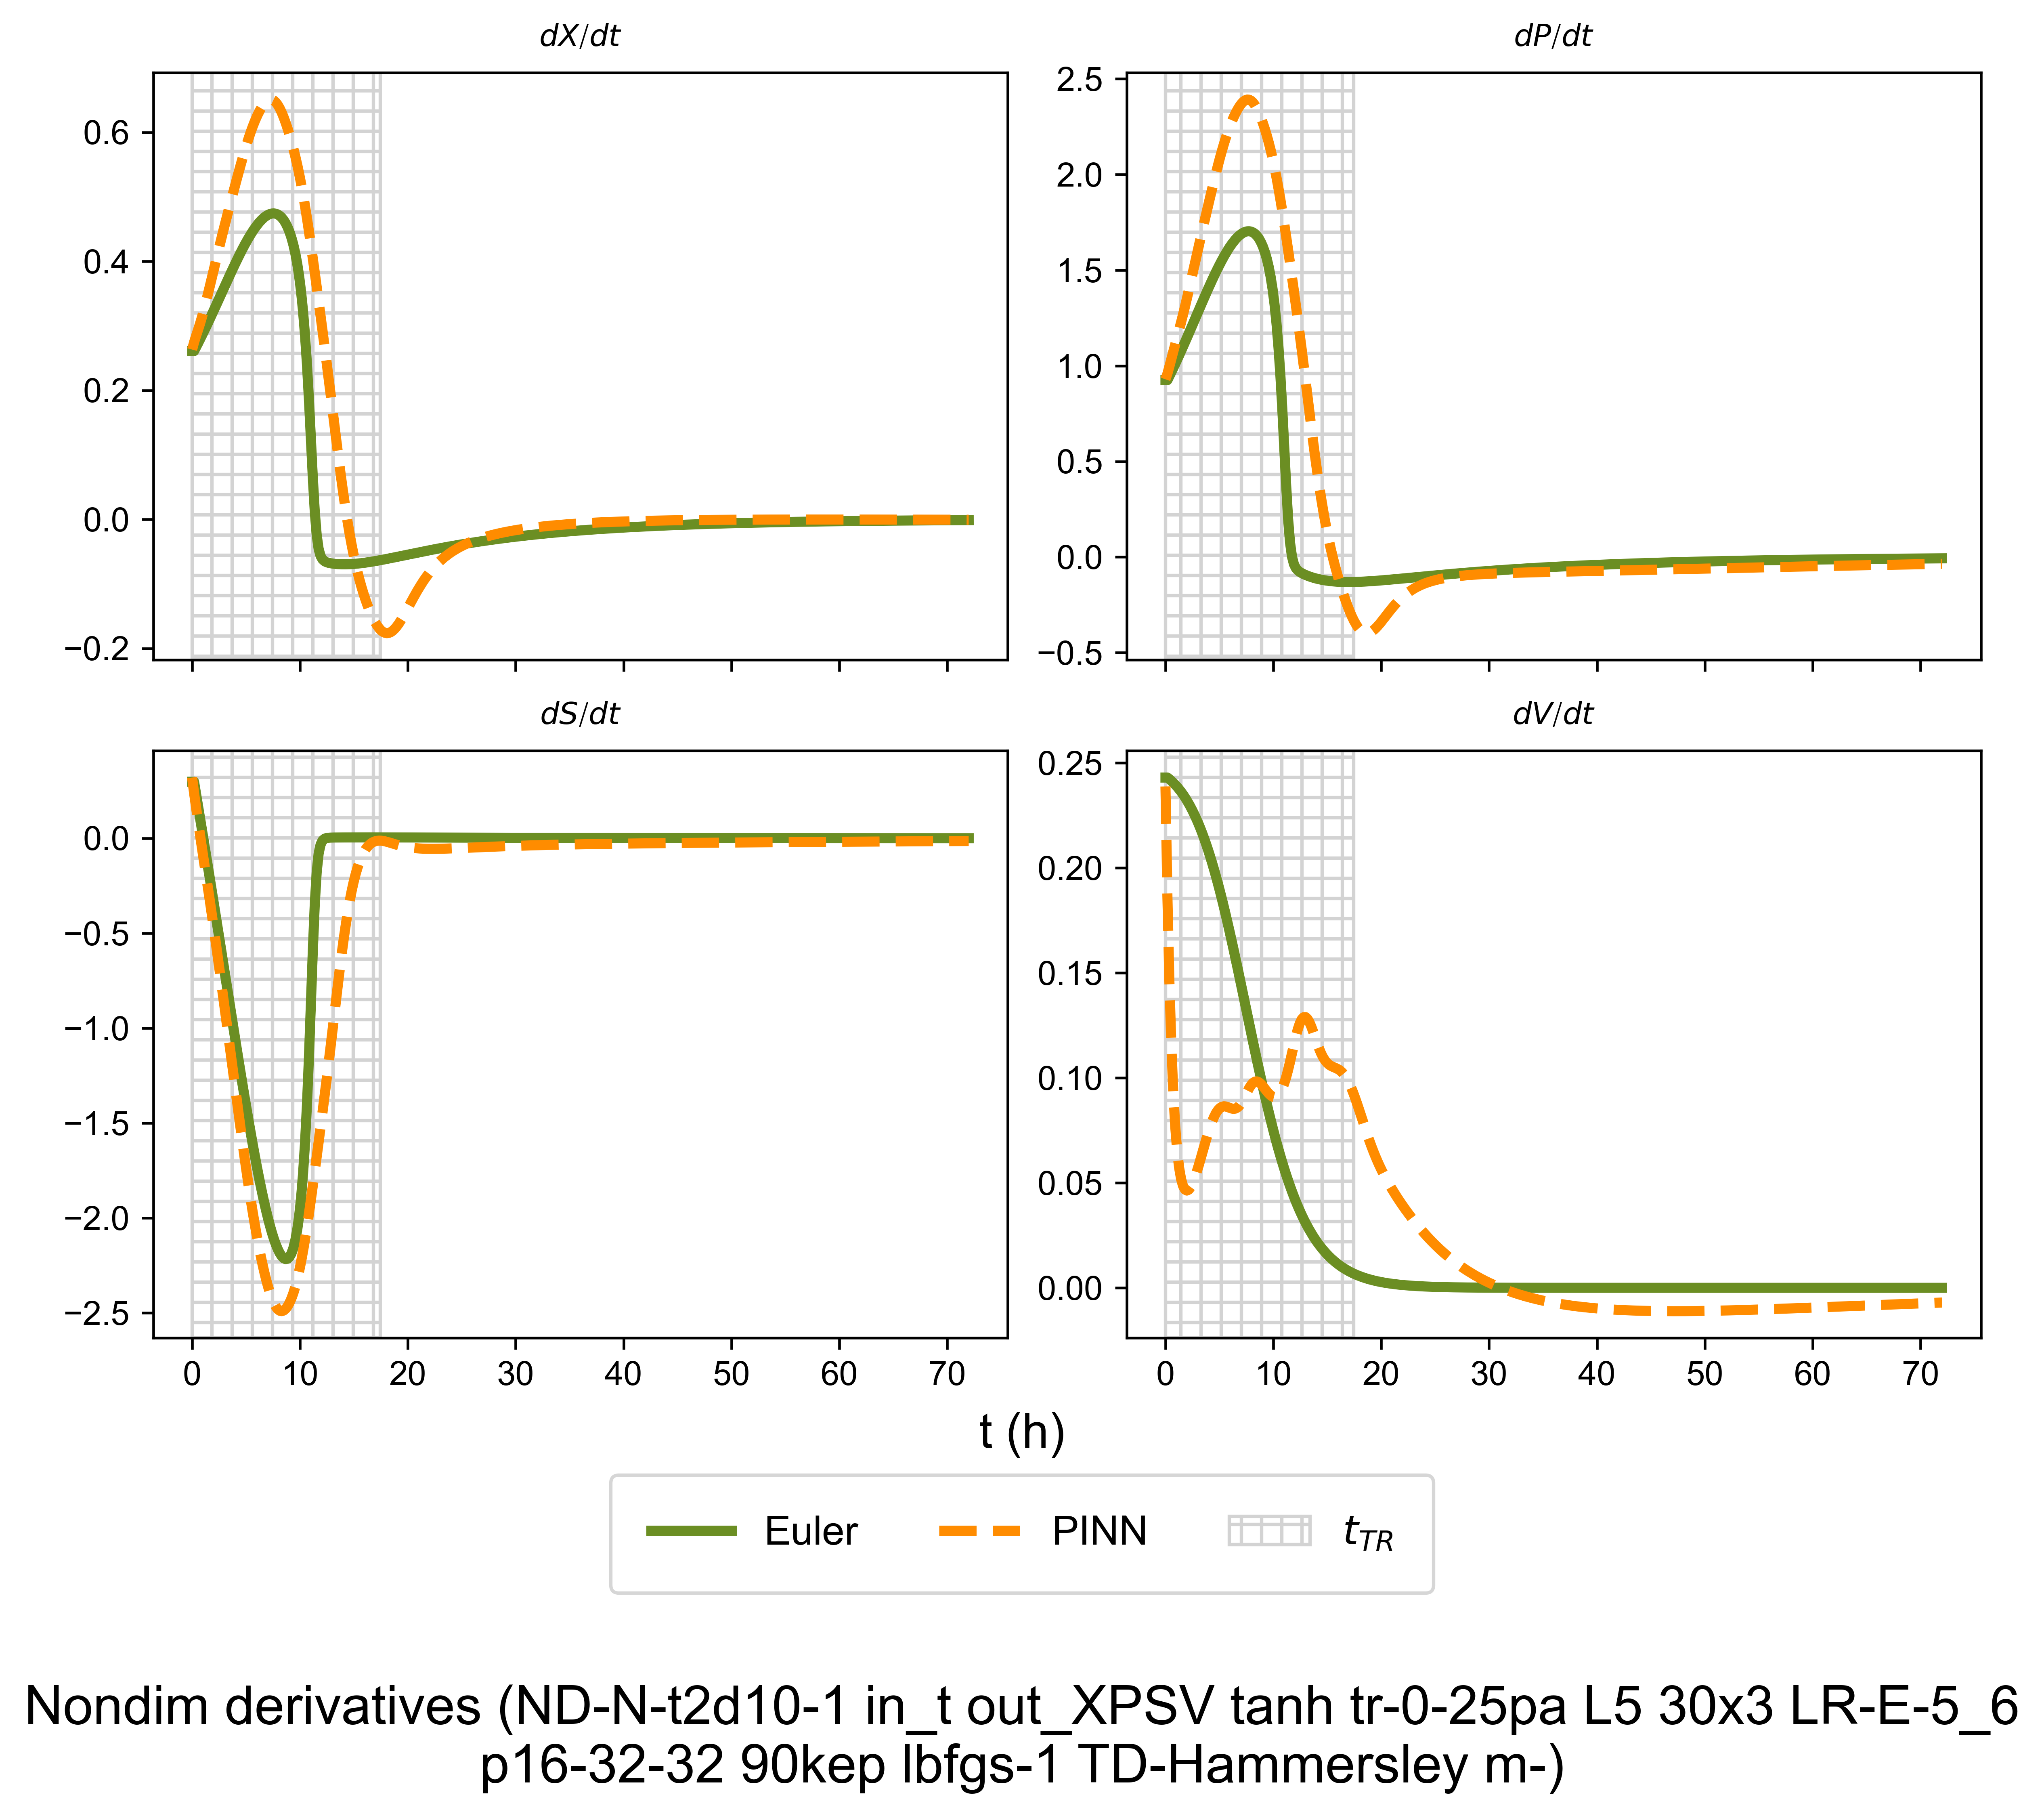 dX/dt
0.6
0.4
0.2
0.0
−0.2
dP/dt
2.5
2.0
1.5
1.0
0.5
0.0
−0.5
dS/dt
0.0
−0.5
−1.0
−1.5
−2.0
−2.5
0 10 20 30 40 50 60 70
dV/dt
0.25
0.20
0.15
0.10
0.05
0.00
0 10 20 30 40 50 60 70
t (h)
Euler PINN t_TR
Nondim derivatives (ND-N-t2d10-1 in_t out_XPSV tanh tr-0-25pa L5 30x3 LR-E-5_6
p16-32-32 90kep lbfgs-1 TD-Hammersley m-)